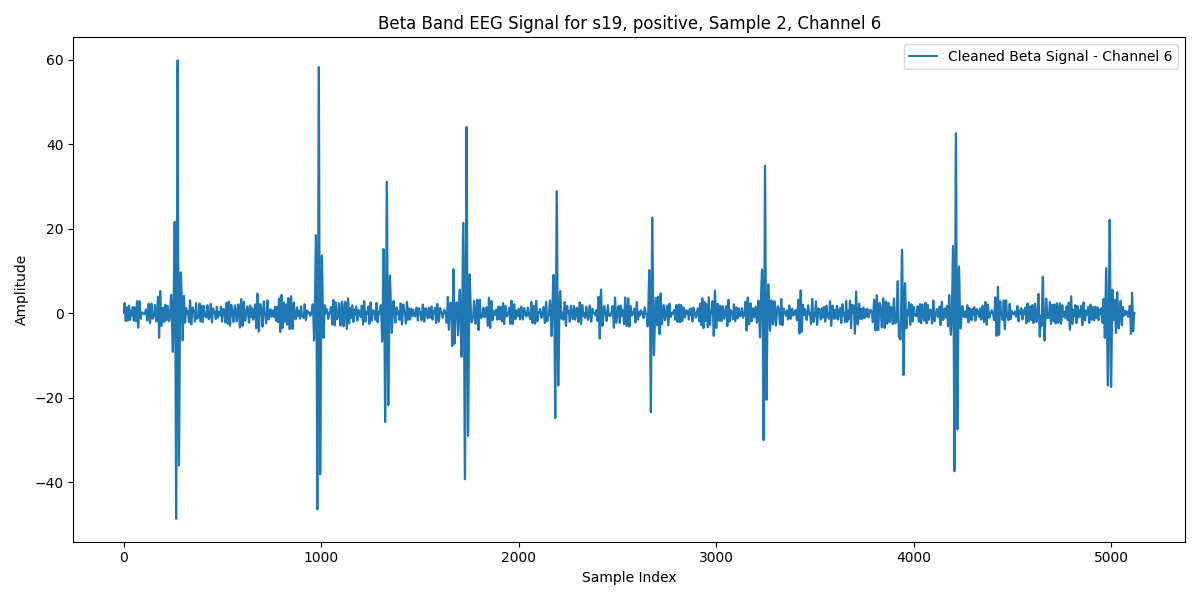 Beta Band EEG Signal for s19, positive, Sample 2, Channel 6
Cleaned Beta Signal - Channel 6
Amplitude
60
40
20
0
−20
−40
0 1000 2000 3000 4000 5000
Sample Index